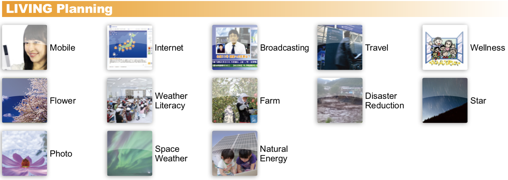 LIVING Planning
Mobile
Internet
Broadcasting
Travel
Wellness
Flower
Weather
Literacy
Farm
Disaster
Reduction
Star
Photo
Space
Weather
Natural
Energy